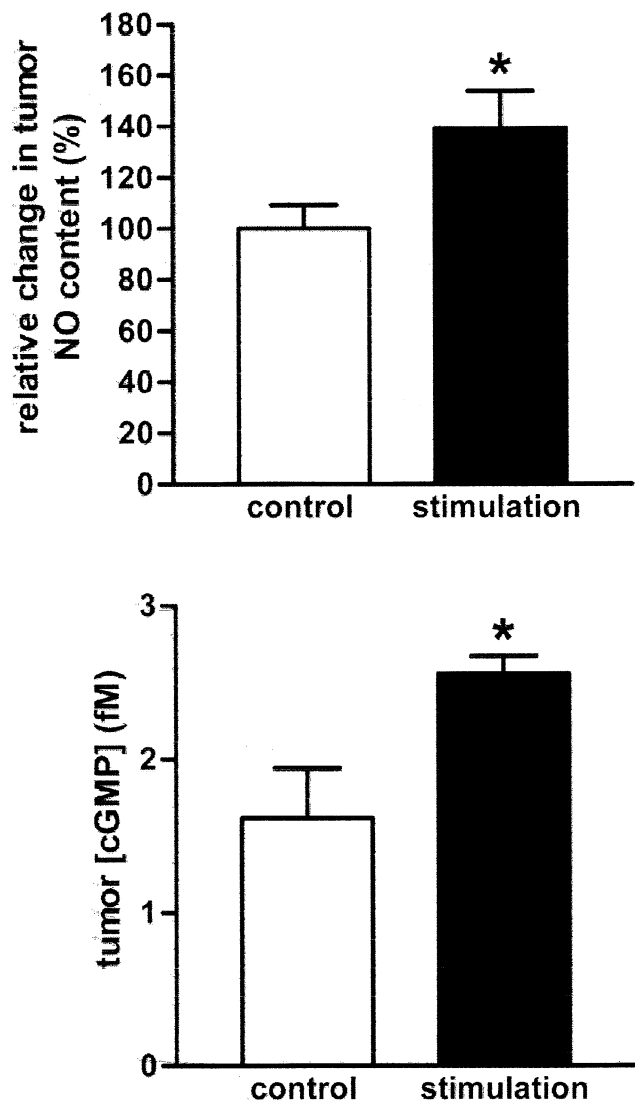 relative change in tumor
NO content (%)
180
160
140
120
100
80
60
40
20
0
*
control
stimulation
tumor [cGMP] (fM)
3
2
1
0
*
control
stimulation